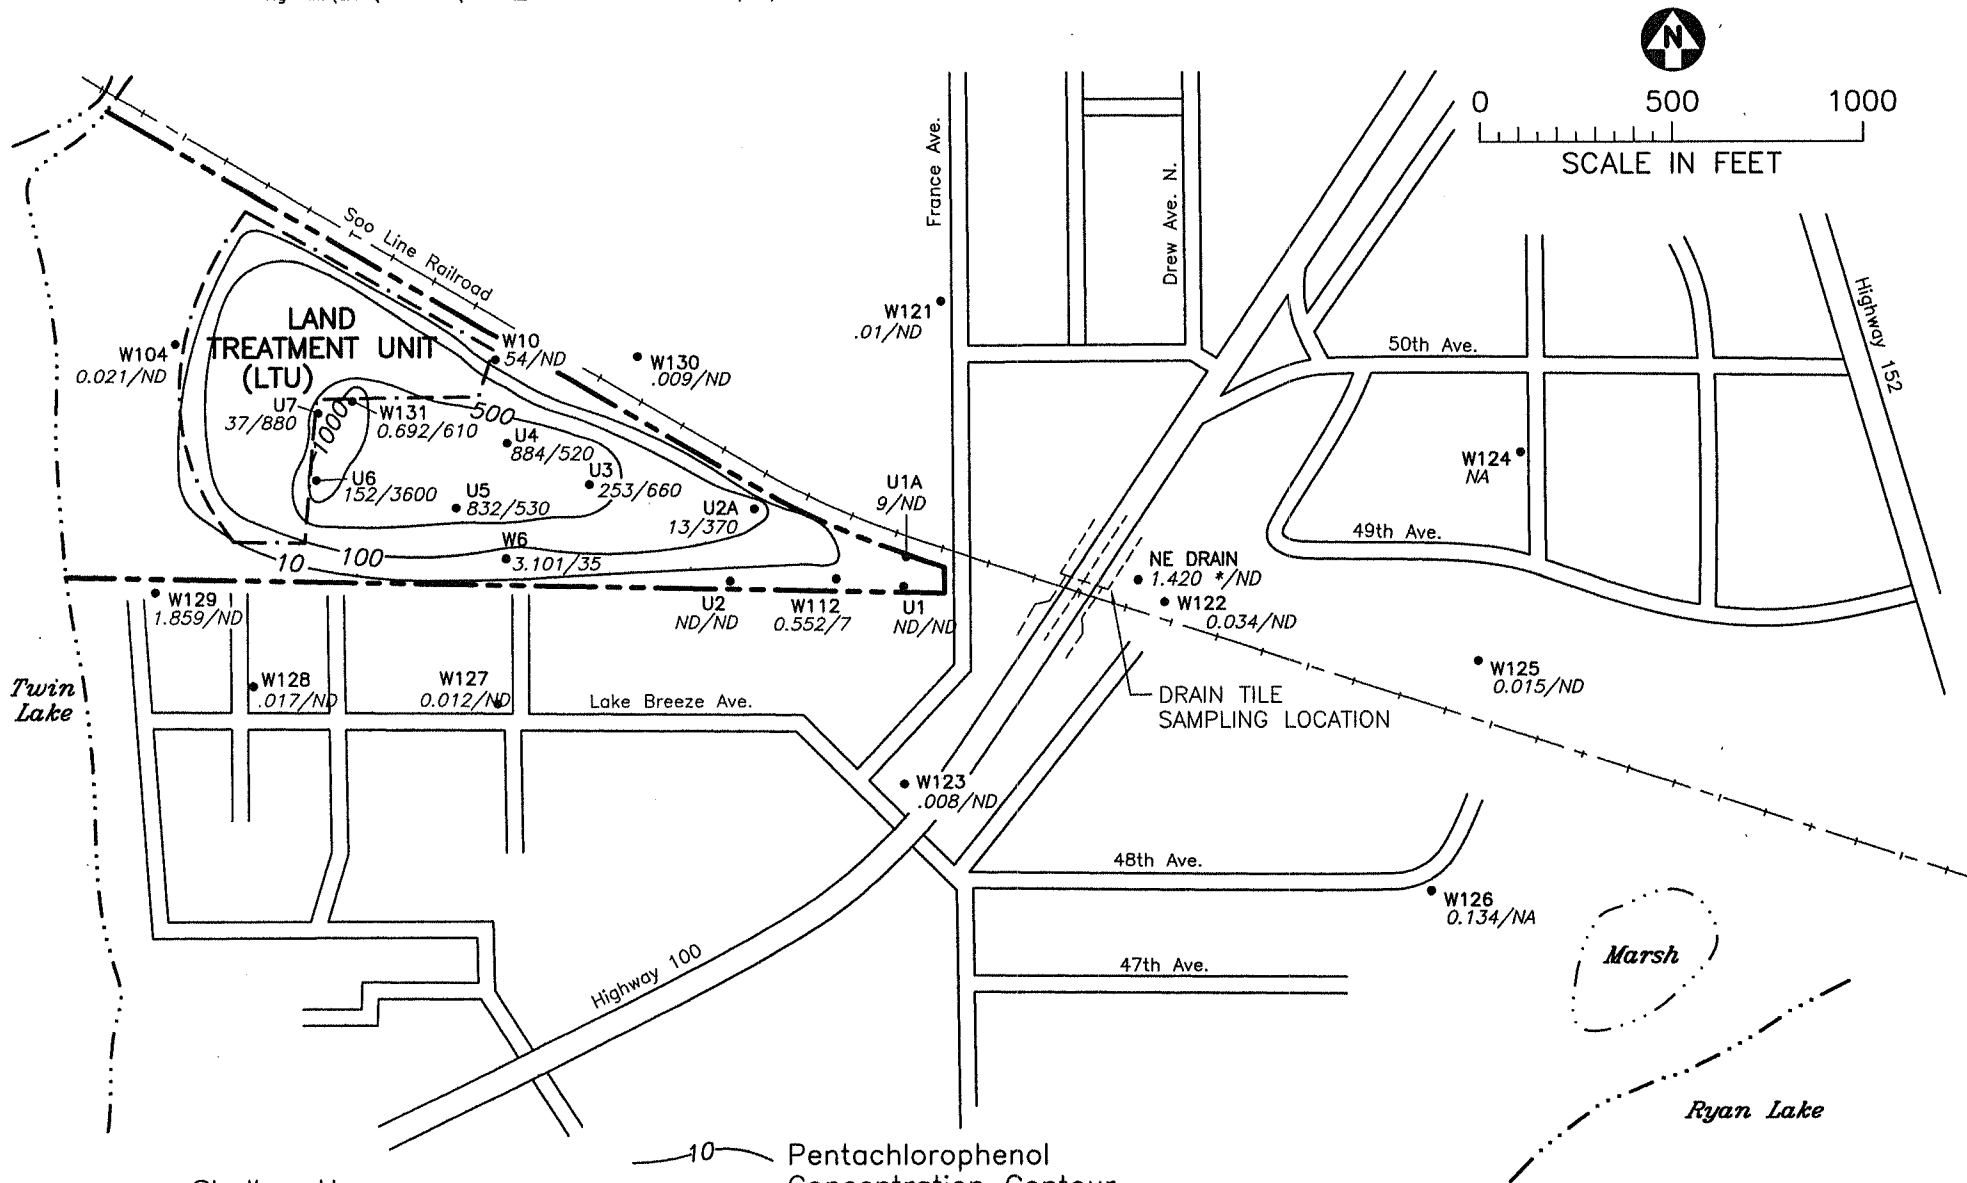 N
0 500 1000
SCALE IN FEET
France Ave.
Drew Ave. N.
Soo Line Railroad
Highway 152
LAND
TREATMENT UNIT
(LTU)
W104
0.021/ND
W10
54/ND
W130
.009/ND
W121
.01/ND
50th Ave.
U7
37/880
1000
W131
0.692/610
500
U4
884/520
U3
253/660
U6
152/3600
U5
832/530
U2A
13/370
U1A
9/ND
W124
NA
49th Ave.
W6
3.101/35
10
100
NE DRAIN
1.420 */ND
W122
0.034/ND
W129
1.859/ND
U2
ND/ND
W112
0.552/7
U1
ND/ND
W125
0.015/ND
Twin
Lake
W128
.017/ND
W127
0.012/ND
Lake Breeze Ave.
DRAIN TILE
SAMPLING LOCATION
W123
.008/ND
48th Ave.
W126
0.134/NA
Marsh
47th Ave.
Highway 100
Ryan Lake
10
Pentachlorophenol
Concentration Contour